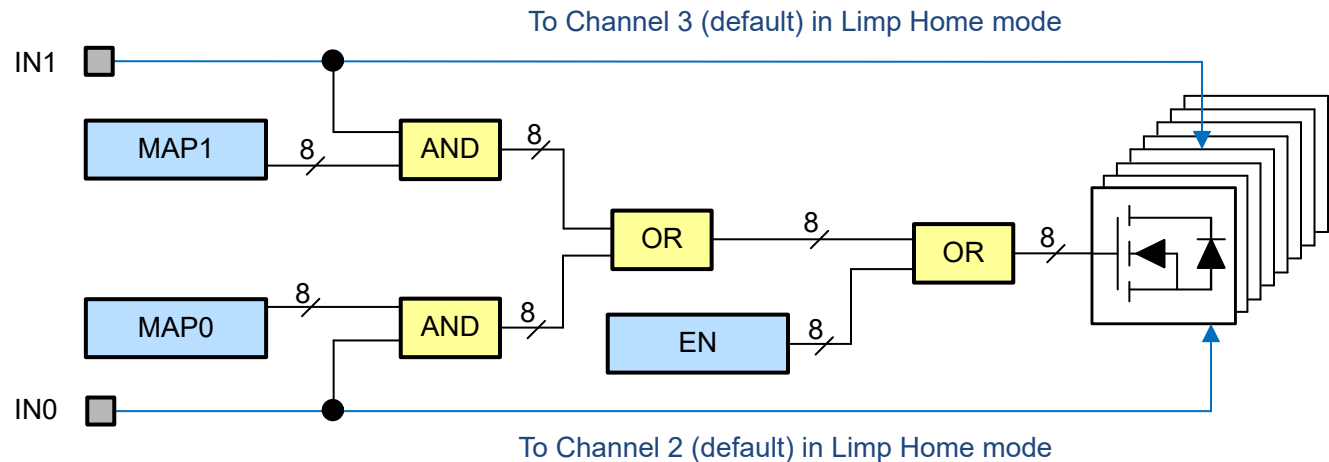 To Channel 3 (default) in Limp Home mode
IN1
MAP1
8
AND
8
OR
8
OR
8
MAP0
8
AND
8
EN
8
IN0
To Channel 2 (default) in Limp Home mode